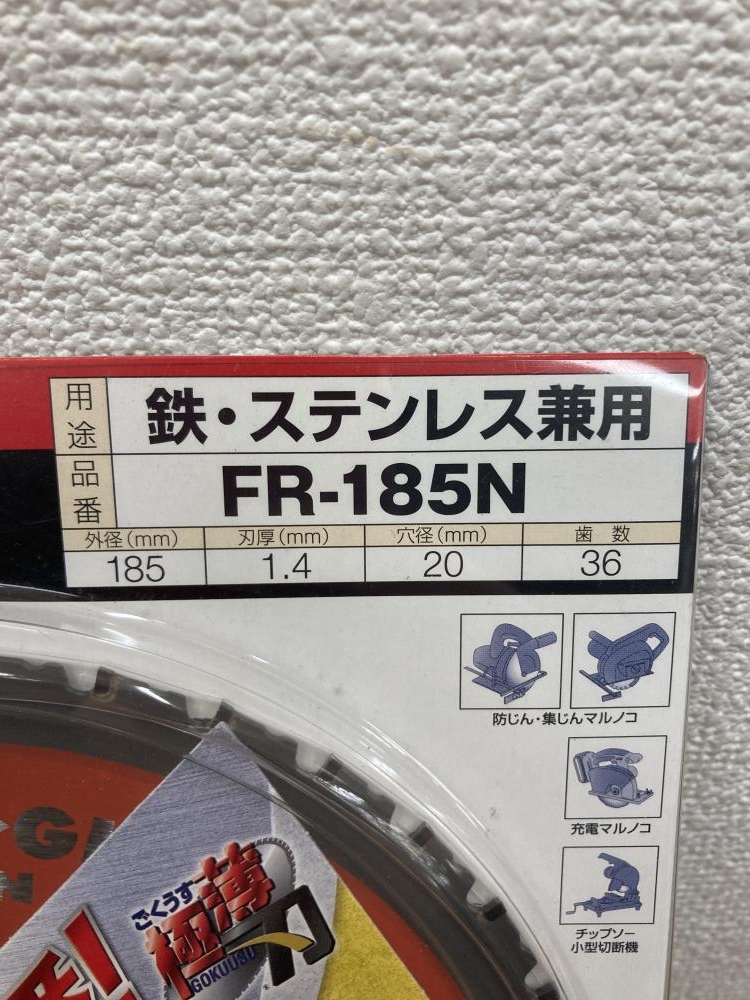 用途 鉄・ステンレス兼用
品番 FR-185N
外径(mm) 刃厚(mm) 穴径(mm) 歯数
185 1.4 20 36
防じん・集じんマルノコ
充電マルノコ
チップソー
小型切断機
ごくうす
極薄一刀
GOKUUSU